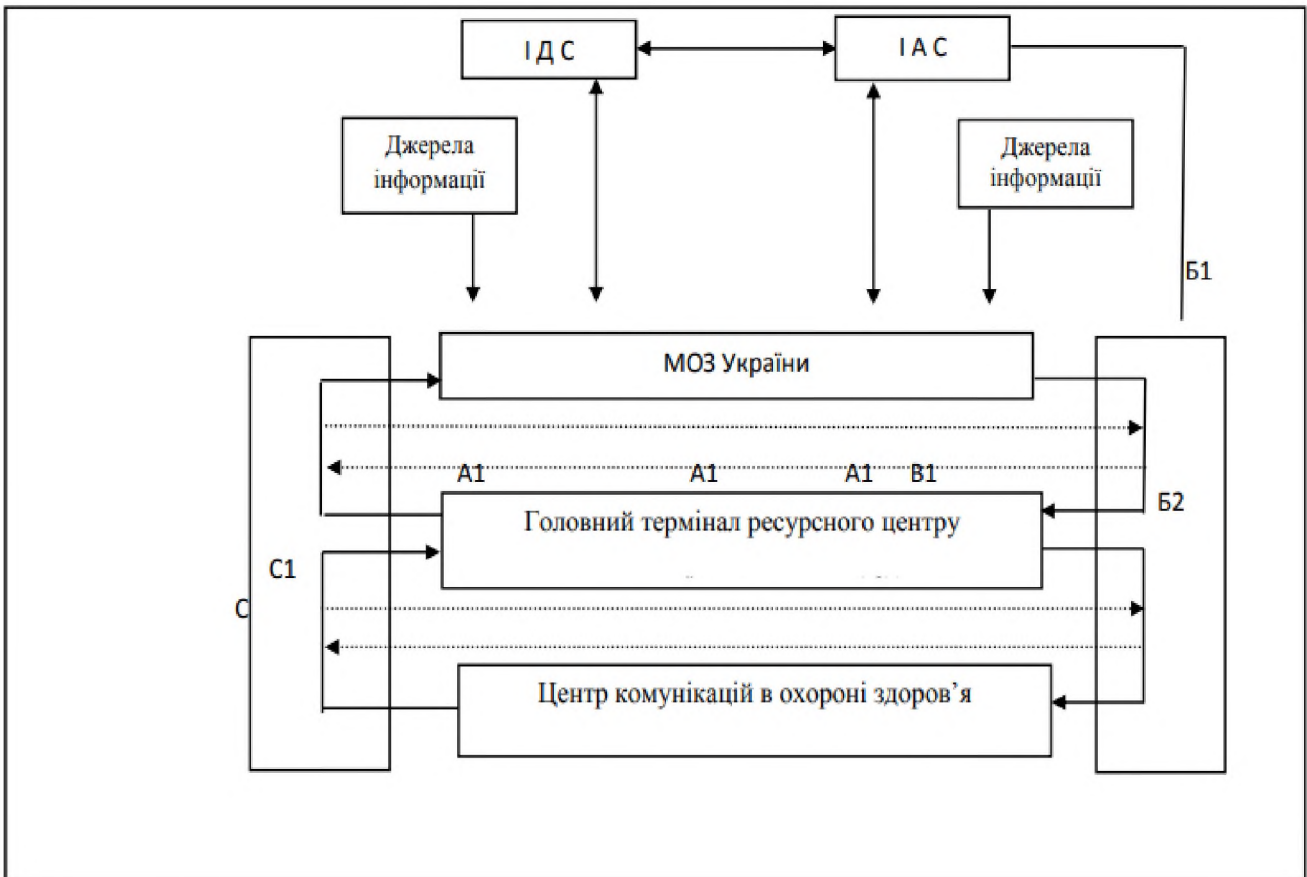 І Д С
І А С
Джерела
інформації
Джерела
інформації
Б1
МОЗ України
А1 А1 А1 В1
Головний термінал ресурсного центру
Б2
С1
С
Центр комунікацій в охороні здоров’я